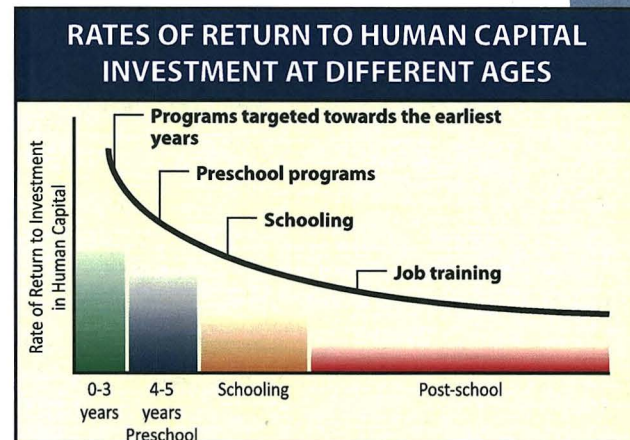 RATES OF RETURN TO HUMAN CAPITAL
INVESTMENT AT DIFFERENT AGES
Programs targeted towards the earliest
years
Preschool programs
Schooling
Job training
Rate of Return to Investment
in Human Capital
0-3
years
4-5
years
Preschool
Schooling
Post-school